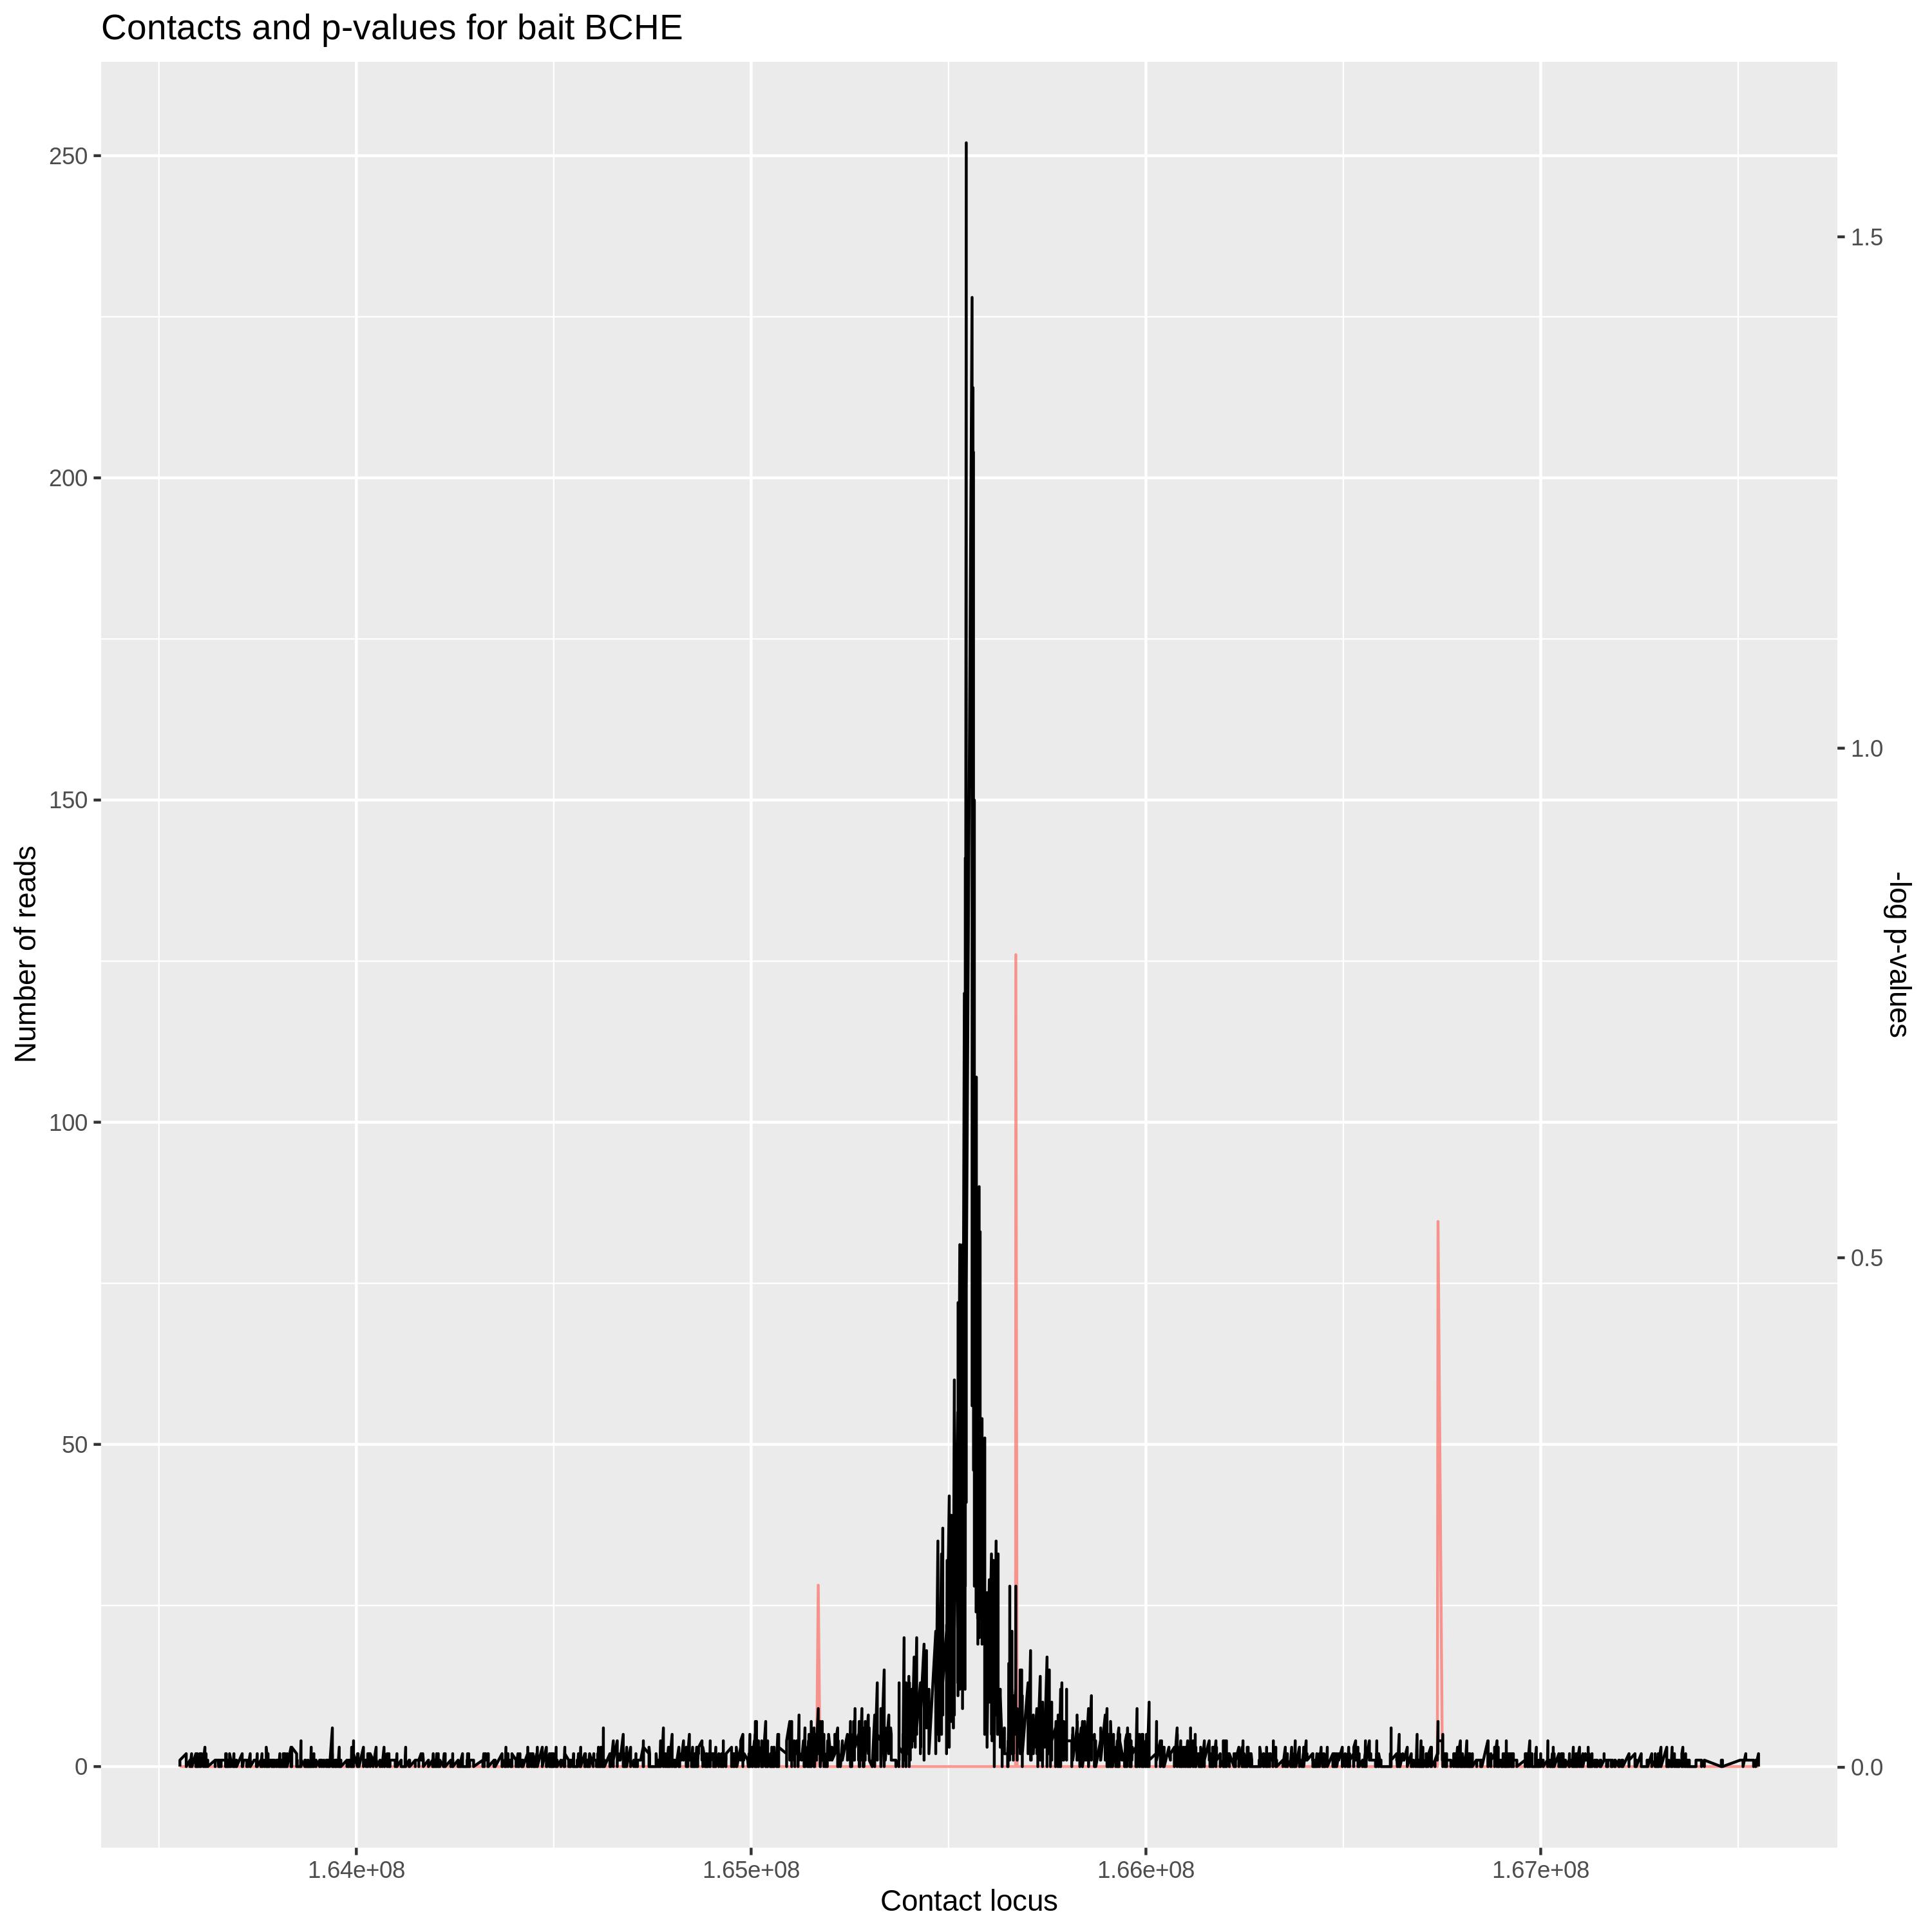 Contacts and p-values for bait BCHE
250
200
150
100
50
0
Number of reads
1.5
1.0
0.5
0.0
-log p-values
1.64e+08
1.65e+08
1.66e+08
1.67e+08
Contact locus